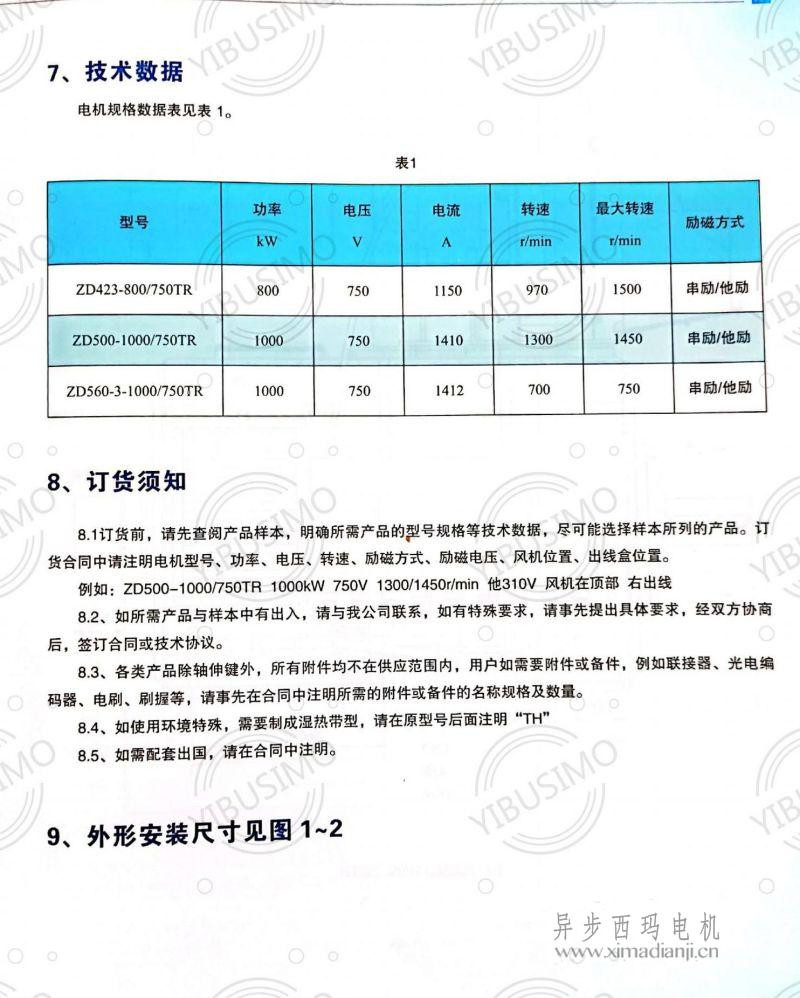 7、技术数据
电机规格数据表见表 1。
表1
型号 功率 kW 电压 V 电流 A 转速 r/min 最大转速 r/min 励磁方式
ZD423-800/750TR 800 750 1150 970 1500 串励/他励
ZD500-1000/750TR 1000 750 1410 1300 1450 串励/他励
ZD560-3-1000/750TR 1000 750 1412 700 750 串励/他励
8、订货须知
8.1订货前，请先查阅产品样本，明确所需产品的型号规格等技术数据，尽可能选择样本所列的产品。订
货合同中请注明电机型号、功率、电压、转速、励磁方式、励磁电压、风机位置、出线盒位置。
例如：ZD500-1000/750TR 1000kW 750V 1300/1450r/min 他310V 风机在顶部 右出线
8.2、如所需产品与样本中有出入，请与我公司联系，如有特殊要求，请事先提出具体要求，经双方协商
后，签订合同或技术协议。
8.3、各类产品除轴伸键外，所有附件均不在供应范围内，用户如需要附件或备件，例如联接器、光电编
码器、电刷、刷握等，请事先在合同中注明所需的附件或备件的名称规格及数量。
8.4、如使用环境特殊，需要制成湿热带型，请在原型号后面注明“TH”
8.5、如需配套出国，请在合同中注明。
9、外形安装尺寸见图 1~2
异步西玛电机
www.ximadianji.cn
YIBUSIMO